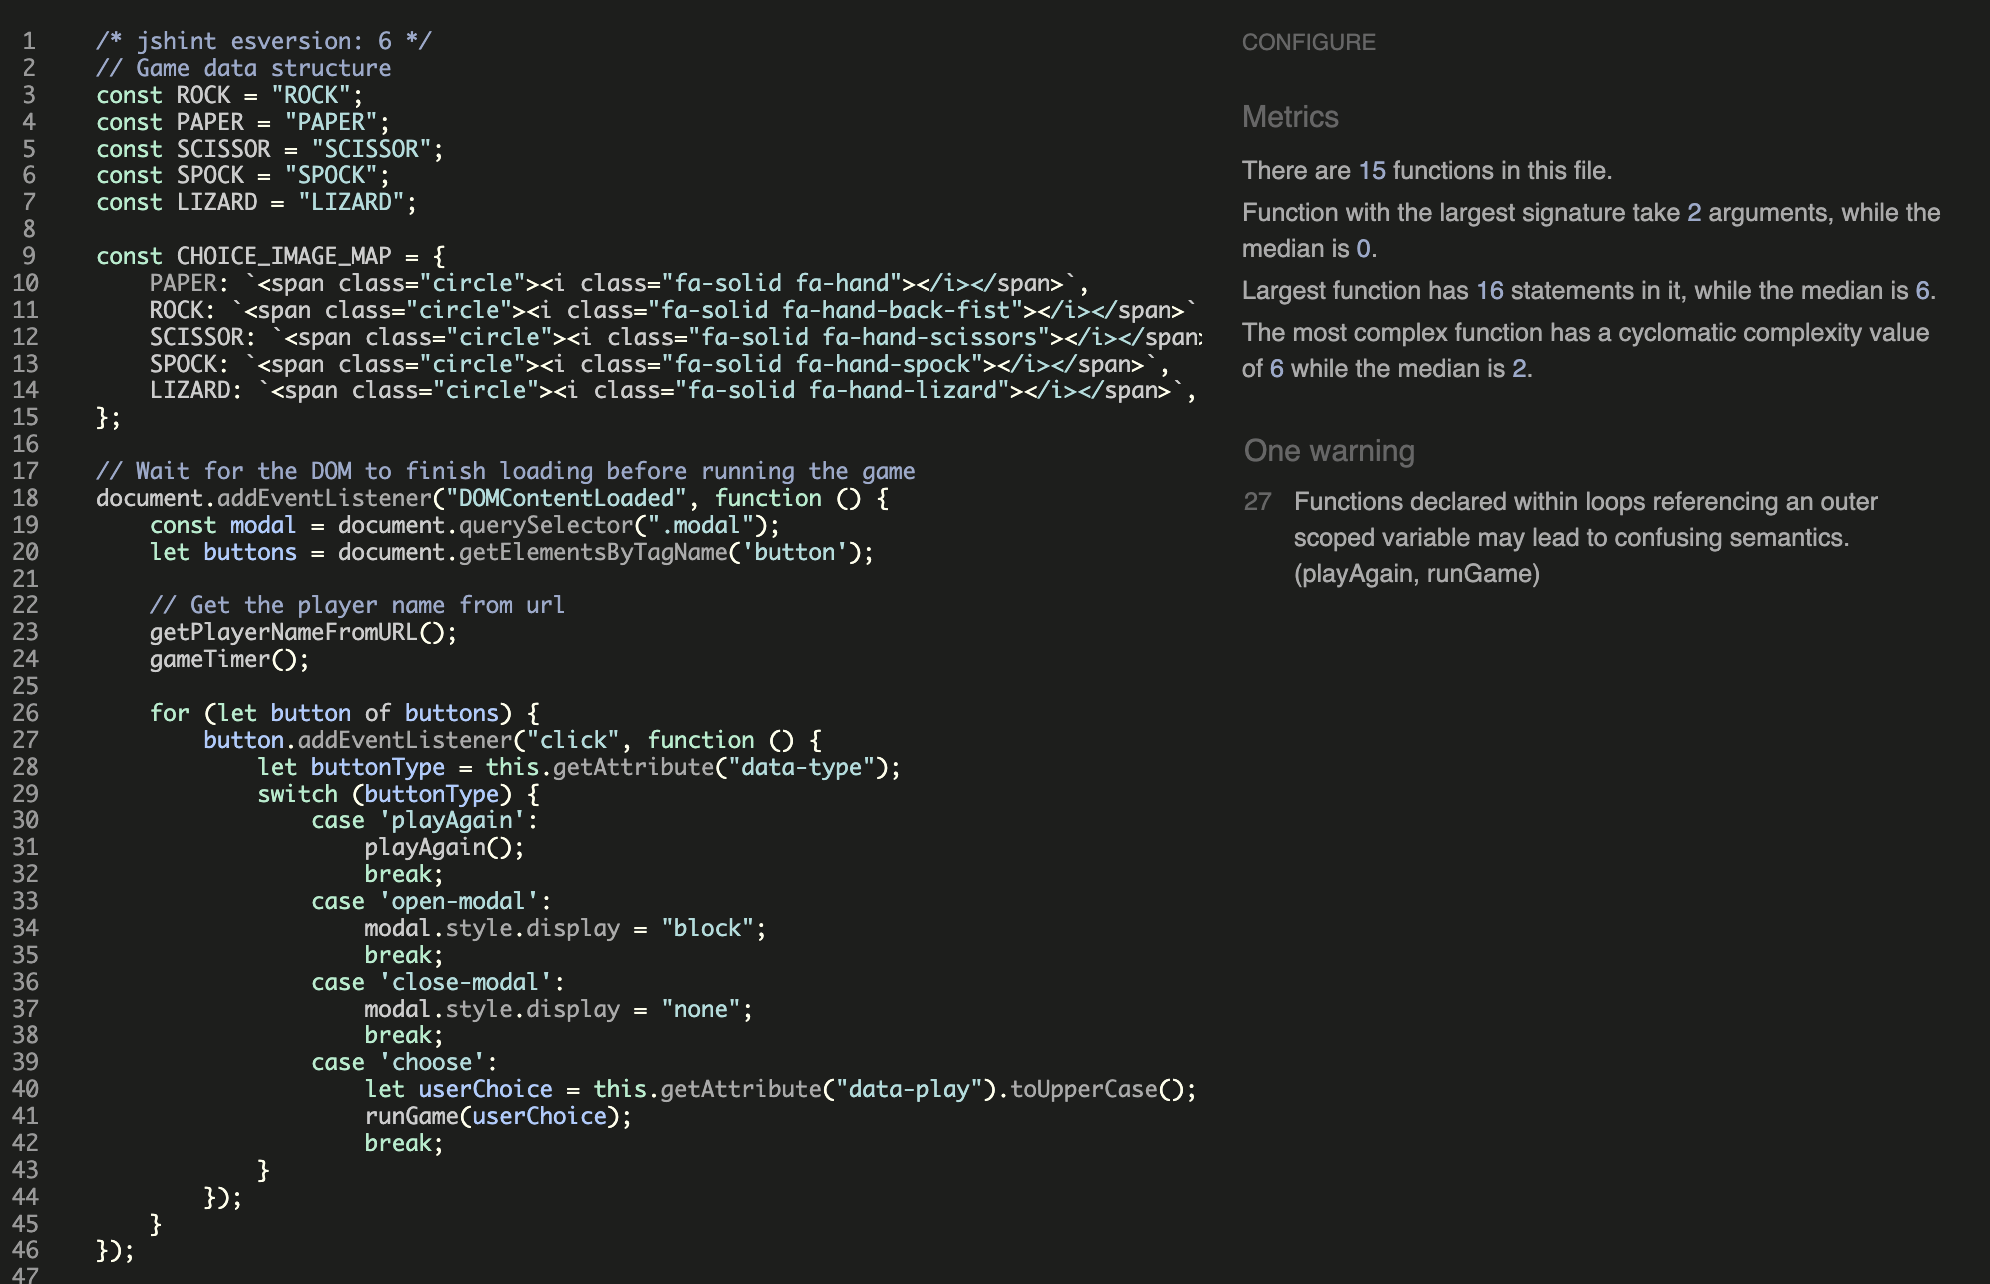 1 /* jshint esversion: 6 */
2 // Game data structure
3 const ROCK = "ROCK";
4 const PAPER = "PAPER";
5 const SCISSOR = "SCISSOR";
6 const SPOCK = "SPOCK";
7 const LIZARD = "LIZARD";
8
9 const CHOICE_IMAGE_MAP = {
10 PAPER: `<span class="circle"><i class="fa-solid fa-hand"></i></span>`,
11 ROCK: `<span class="circle"><i class="fa-solid fa-hand-back-fist"></i></span>`
12 SCISSOR: `<span class="circle"><i class="fa-solid fa-hand-scissors"></i></span>
13 SPOCK: `<span class="circle"><i class="fa-solid fa-hand-spock"></i></span>`,
14 LIZARD: `<span class="circle"><i class="fa-solid fa-hand-lizard"></i></span>`,
15 };
16
17 // Wait for the DOM to finish loading before running the game
18 document.addEventListener("DOMContentLoaded", function () {
19 const modal = document.querySelector(".modal");
20 let buttons = document.getElementsByTagName('button');
21
22 // Get the player name from url
23 getPlayerNameFromURL();
24 gameTimer();
25
26 for (let button of buttons) {
27 button.addEventListener("click", function () {
28 let buttonType = this.getAttribute("data-type");
29 switch (buttonType) {
30 case 'playAgain':
31 playAgain();
32 break;
33 case 'open-modal':
34 modal.style.display = "block";
35 break;
36 case 'close-modal':
37 modal.style.display = "none";
38 break;
39 case 'choose':
40 let userChoice = this.getAttribute("data-play").toUpperCase();
41 runGame(userChoice);
42 break;
43 }
44 });
45 }
46 });
47
CONFIGURE
Metrics
There are 15 functions in this file.
Function with the largest signature take 2 arguments, while the
median is 0.
Largest function has 16 statements in it, while the median is 6.
The most complex function has a cyclomatic complexity value
of 6 while the median is 2.
One warning
27 Functions declared within loops referencing an outer
scoped variable may lead to confusing semantics.
(playAgain, runGame)